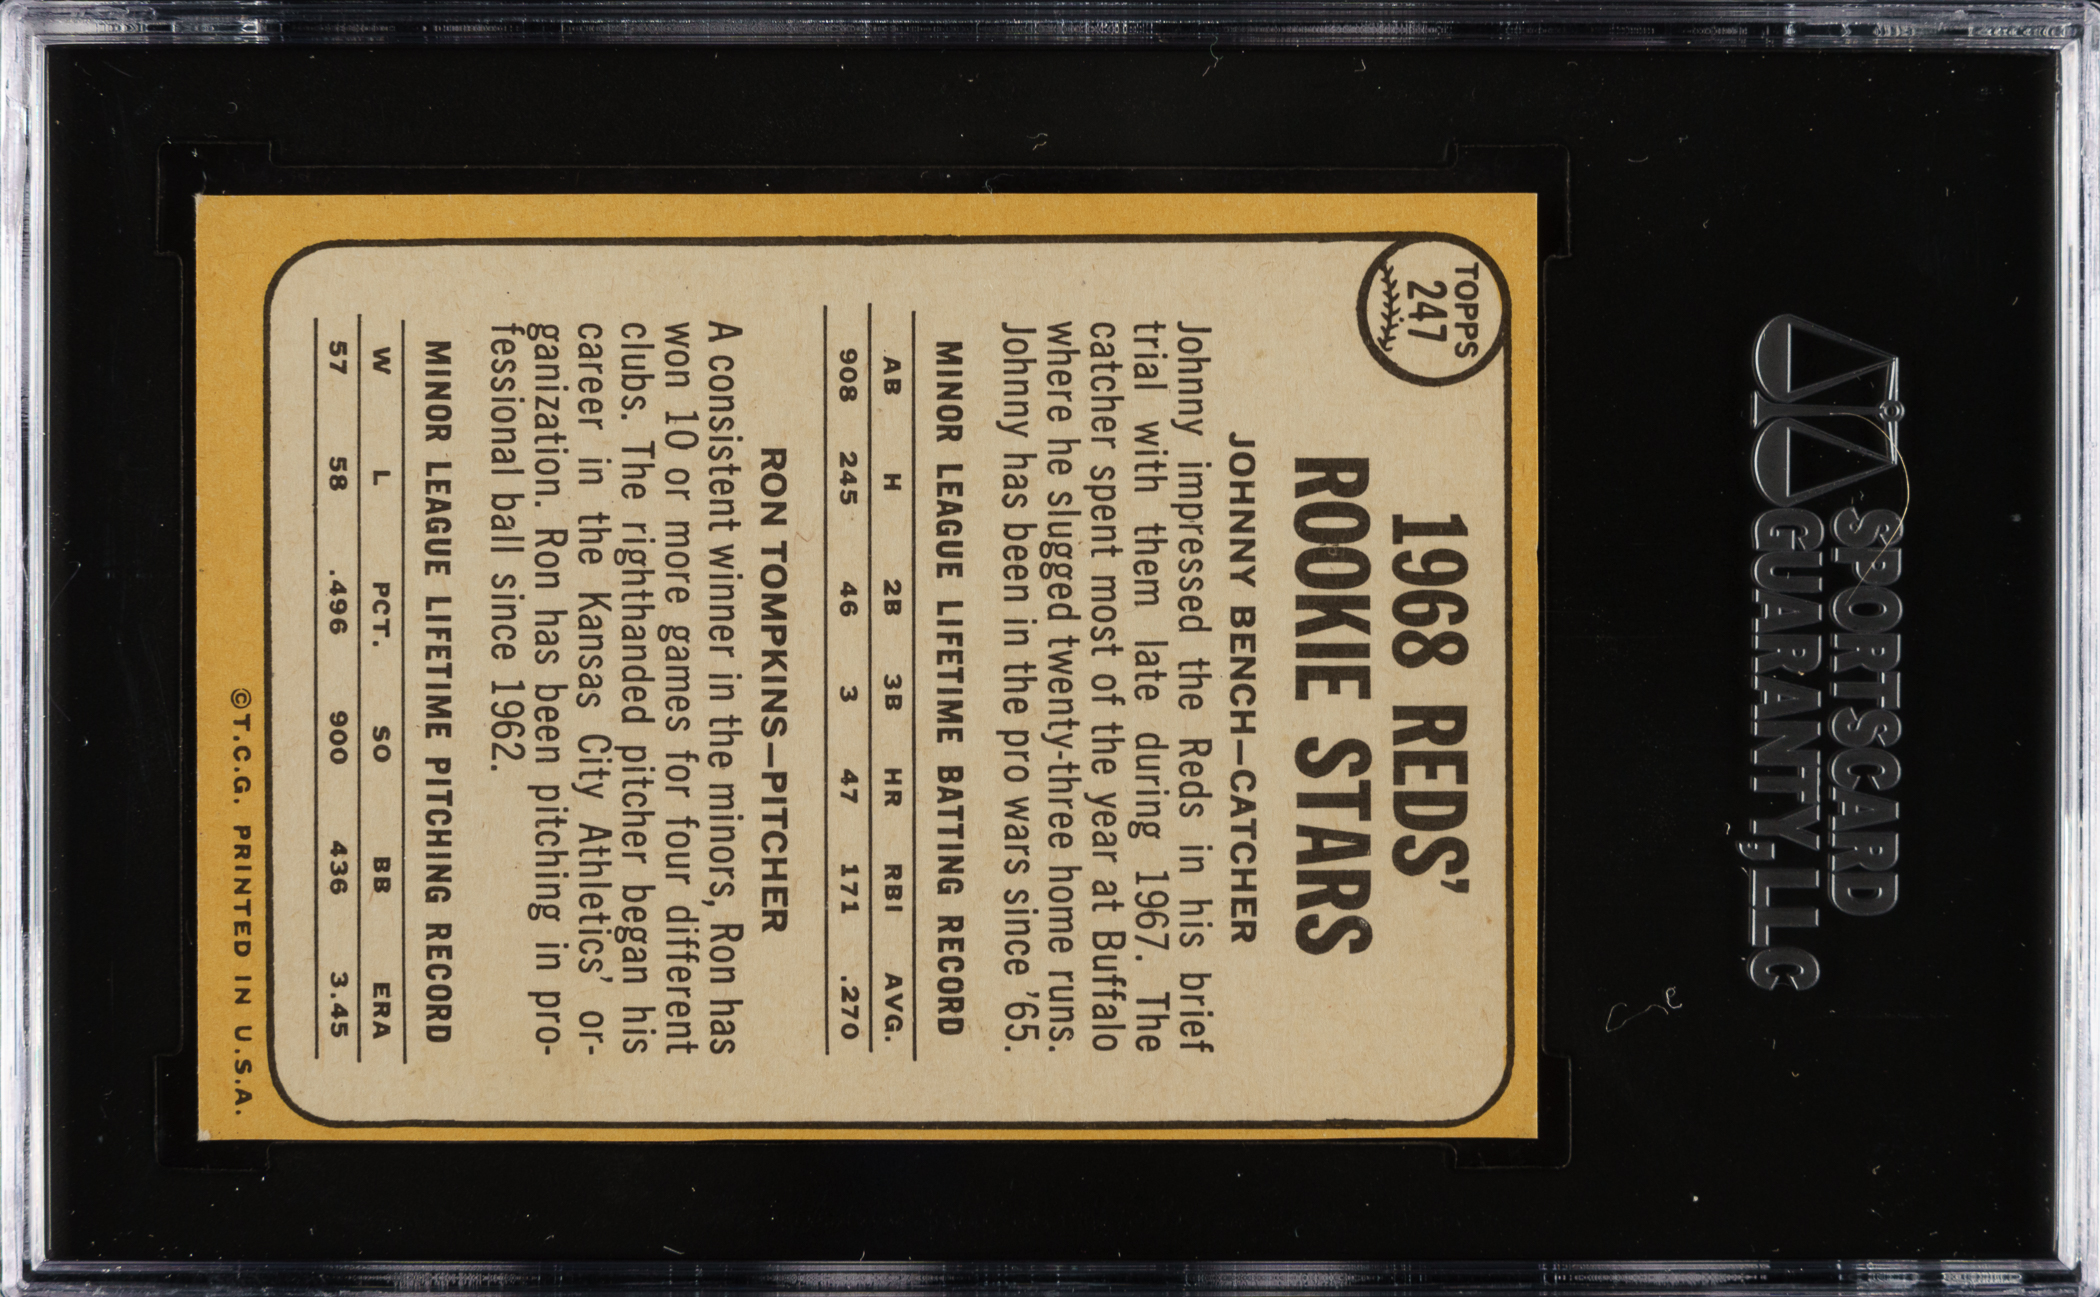 SPORTSCARD
GUARANTY, LLC
TOPPS
247
1968 REDS'
ROOKIE STARS
JOHNNY BENCH—CATCHER
Johnny impressed the Reds in his brief
trial with them late during 1967. The
catcher spent most of the year at Buffalo
where he slugged twenty-three home runs.
Johnny has been in the pro wars since '65.
MINOR LEAGUE LIFETIME BATTING RECORD
AB H 2B 3B HR RBI AVG.
908 245 46 3 47 171 .270
RON TOMPKINS—PITCHER
A consistent winner in the minors, Ron has
won 10 or more games for four different
clubs. The righthanded pitcher began his
career in the Kansas City Athletics' or-
ganization. Ron has been pitching in pro-
fessional ball since 1962.
MINOR LEAGUE LIFETIME PITCHING RECORD
W L PCT. SO BB ERA
57 58 .496 900 436 3.45
©T.C.G. PRINTED IN U.S.A.